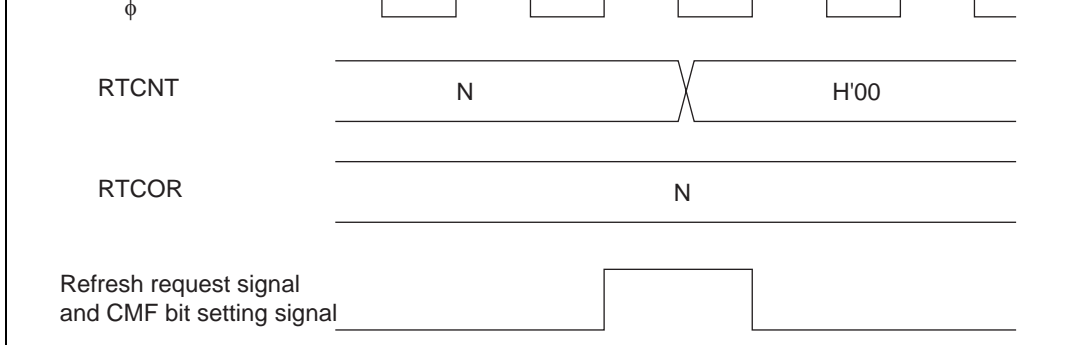 ϕ
RTCNT
N
H'00
RTCOR
N
Refresh request signal
and CMF bit setting signal